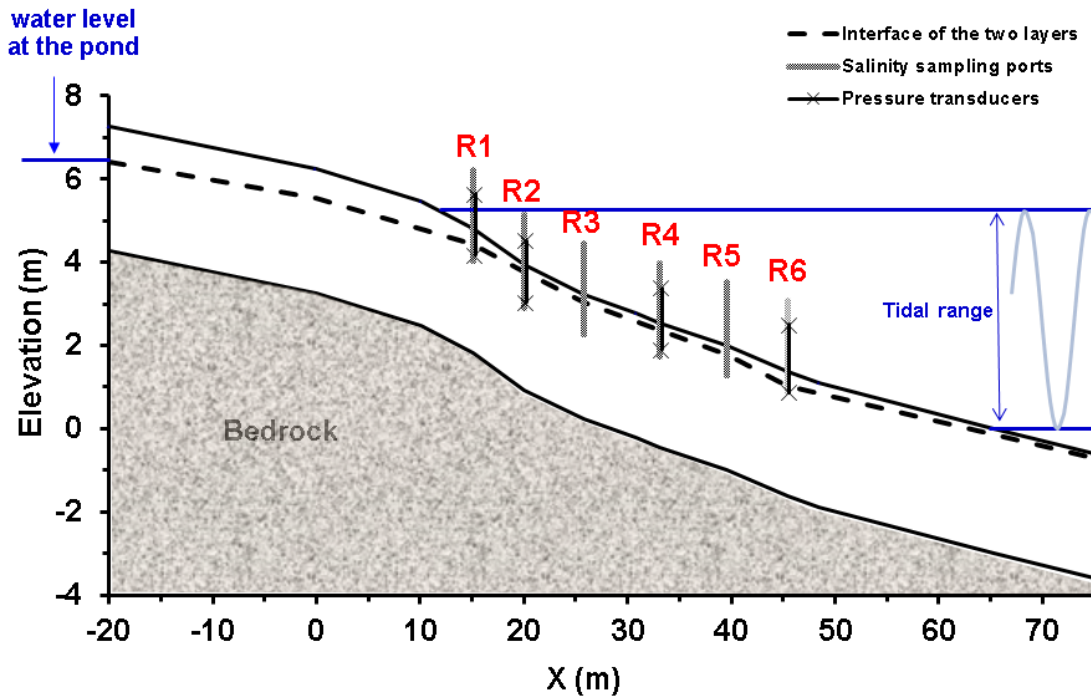 water level
at the pond
Interface of the two layers
Salinity sampling ports
Pressure transducers
8
6
4
2
0
-2
-4
Elevation (m)
R1
R2
R3
R4
R5
R6
Tidal range
Bedrock
-20
-10
0
10
20
30
40
50
60
70
X (m)